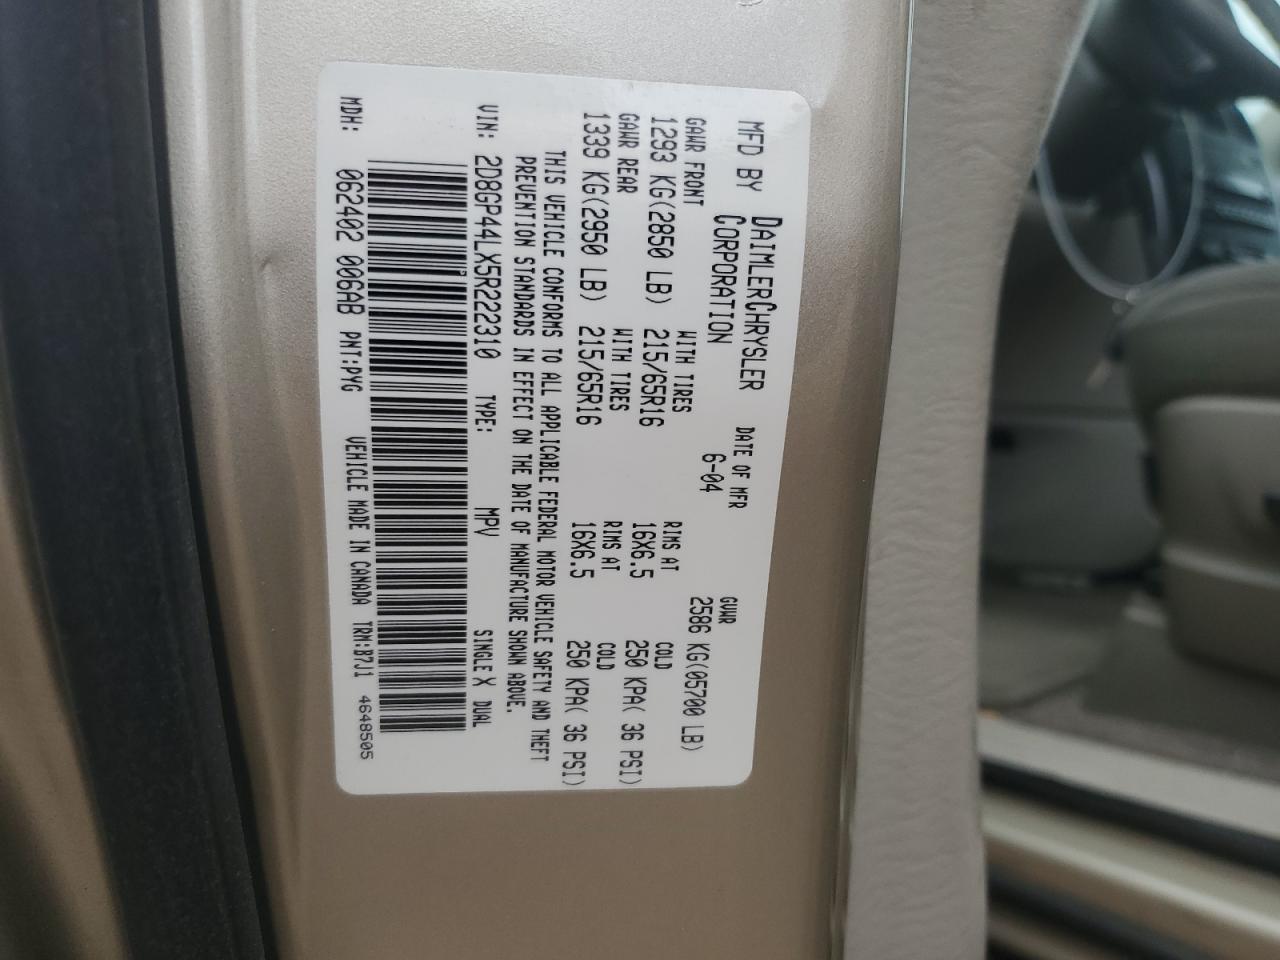 MFD BY DAIMLERCHRYSLER CORPORATION DATE OF MFR 6-04 GVWR 2586 KG(05700 LB)
GAWR FRONT WITH TIRES RIMS AT COLD
1293 KG(2850 LB) 215/65R16 16X6.5 250 KPA( 36 PSI)
GAWR REAR WITH TIRES RIMS AT COLD
1339 KG(2950 LB) 215/65R16 16X6.5 250 KPA( 36 PSI)
THIS VEHICLE CONFORMS TO ALL APPLICABLE FEDERAL MOTOR VEHICLE SAFETY AND THEFT
PREVENTION STANDARDS IN EFFECT ON THE DATE OF MANUFACTURE SHOWN ABOVE.
VIN: 2D8GP44LX5R222310 TYPE: MPV SINGLE X DUAL
MDH: 062402 006AB PNT:PYG VEHICLE MADE IN CANADA TRM:B7J1 4648505